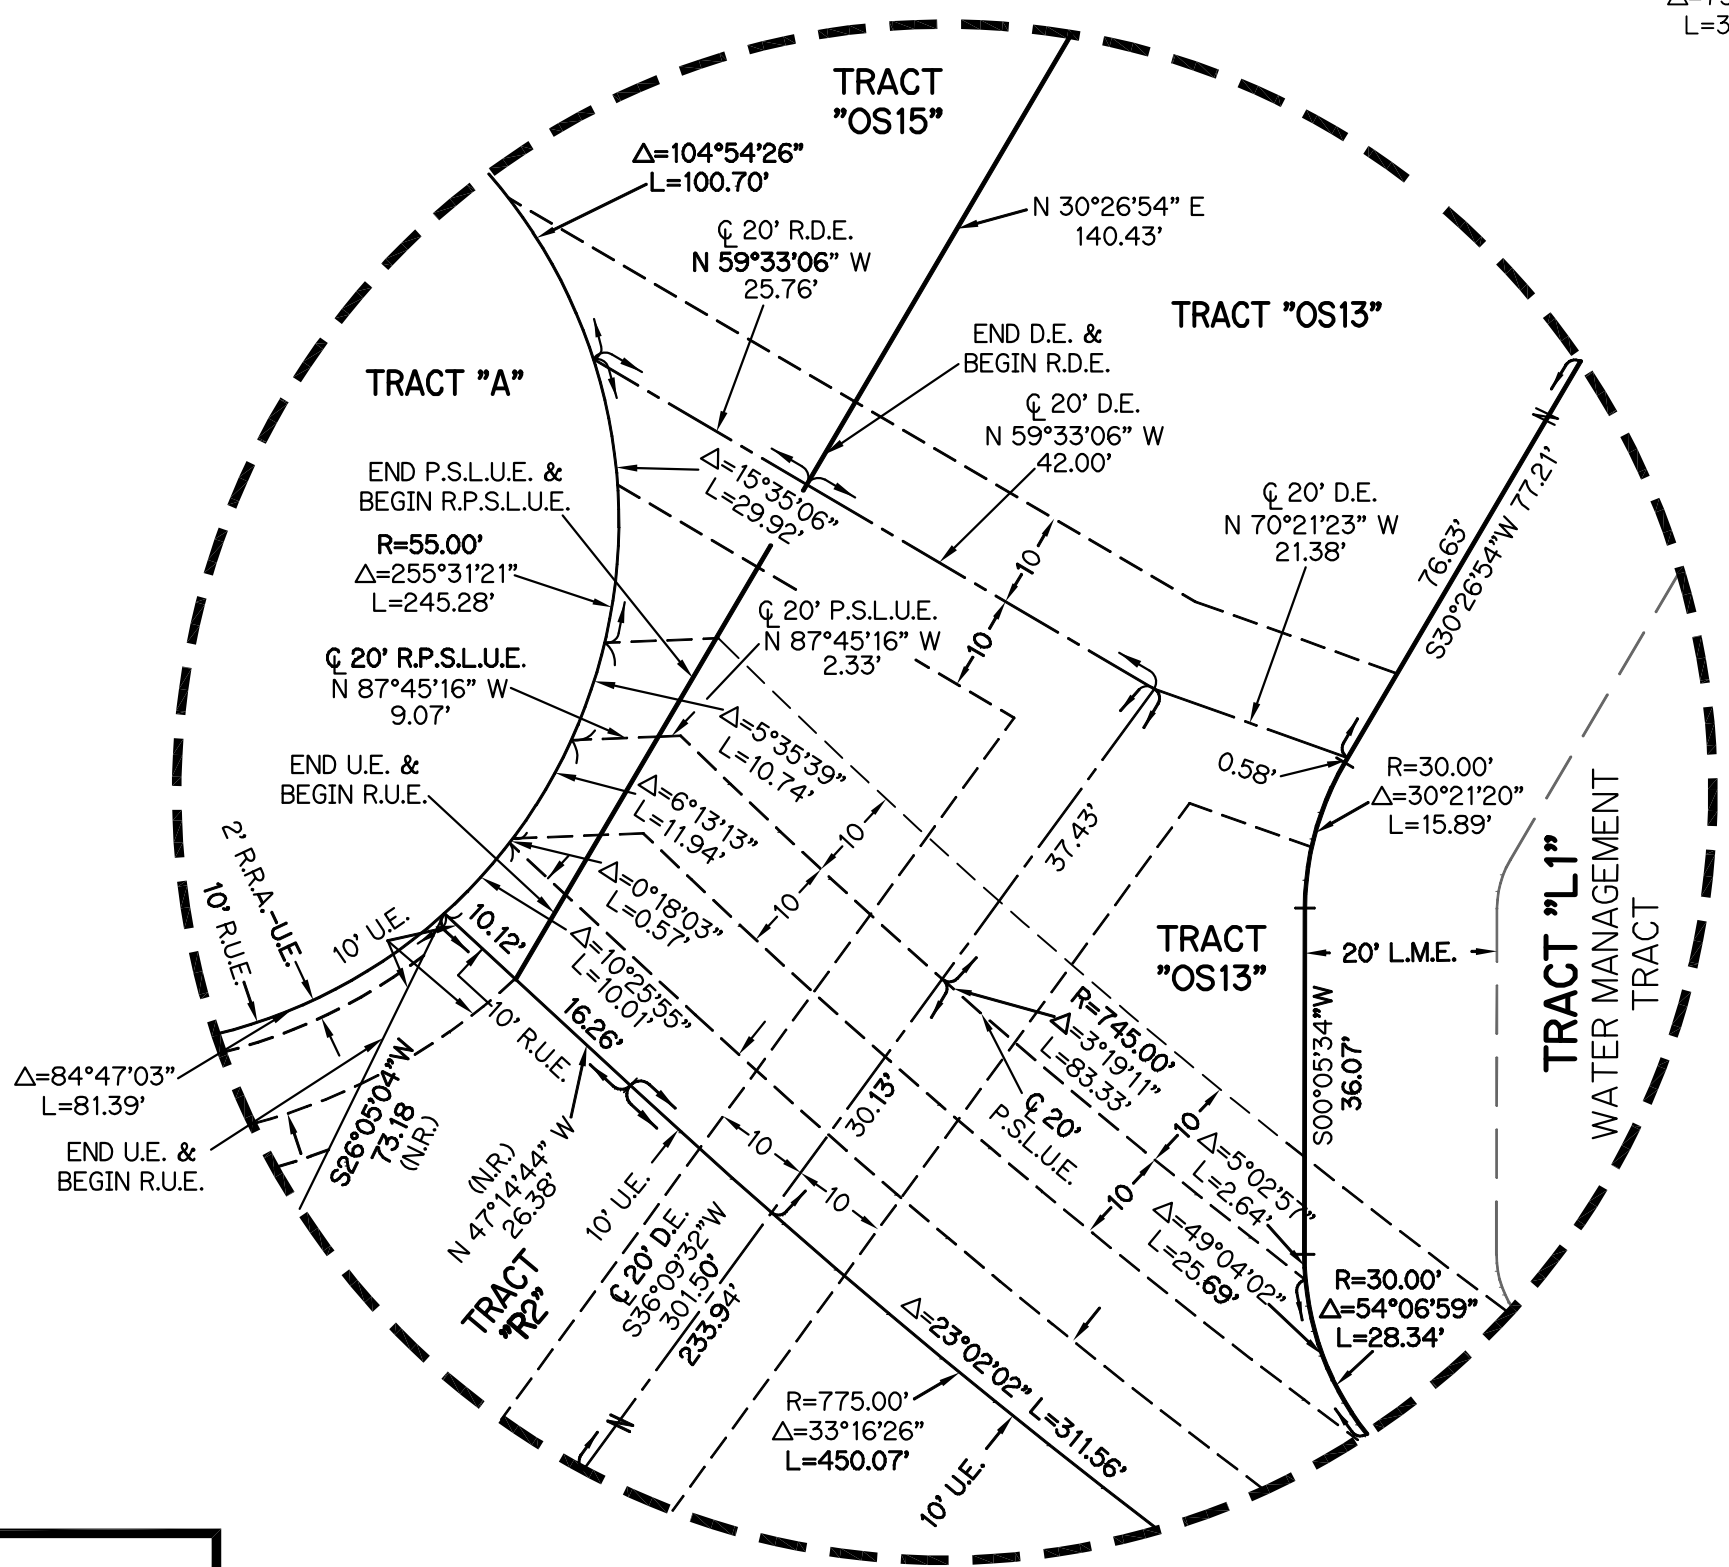 L=3
TRACT
"OS15"
Δ=104°54'26"
L=100.70'
N 30°26'54" E
140.43'
℄ 20' R.D.E.
N 59°33'06" W
25.76'
TRACT "OS13"
END D.E. &
BEGIN R.D.E.
TRACT "A"
℄ 20' D.E.
N 59°33'06" W
42.00'
END P.S.L.U.E. &
BEGIN R.P.S.L.U.E.
Δ=15°35'06"
L=29.92'
℄ 20' D.E.
N 70°21'23" W
21.38'
76.63'
S30°26'54"W 77.21'
R=55.00'
Δ=255°31'21"
L=245.28'
10
10
℄ 20' P.S.L.U.E.
N 87°45'16" W
2.33'
℄ 20' R.P.S.L.U.E.
N 87°45'16" W
9.07'
Δ=5°35'39"
L=10.74'
0.58'
R=30.00'
Δ=30°21'20"
L=15.89'
END U.E. &
BEGIN R.U.E.
Δ=6°13'13"
L=11.94'
10
10
37.43'
TRACT "L1"
WATER MANAGEMENT
TRACT
2' R.R.A.-U.E.
10' R.U.E.
10' U.E.
10.12'
Δ=0°18'03"
L=0.57'
Δ=10°25'55"
L=10.01'
TRACT
"OS13"
20' L.M.E.
10' R.U.E.
16.26'
R=745.00'
Δ=3°19'11"
L=83.33'
S00°05'34"W
36.07'
Δ=84°47'03"
L=81.39'
S26°05'04"W
73.18
(N.R.)
END U.E. &
BEGIN R.U.E.
30.13'
℄ 20'
P.S.L.U.E.
10
10
Δ=5°02'57"
L=2.64'
(N.R.)
N 47°14'44" W
26.38'
10' U.E.
10
10
Δ=49°04'02"
L=25.69'
R=30.00'
Δ=54°06'59"
L=28.34'
TRACT
"R2"
℄ 20' D.E.
S36°09'32"W
301.50'
233.94'
Δ=23°02'02" L=311.56'
R=775.00'
Δ=33°16'26"
L=450.07'
10' U.E.